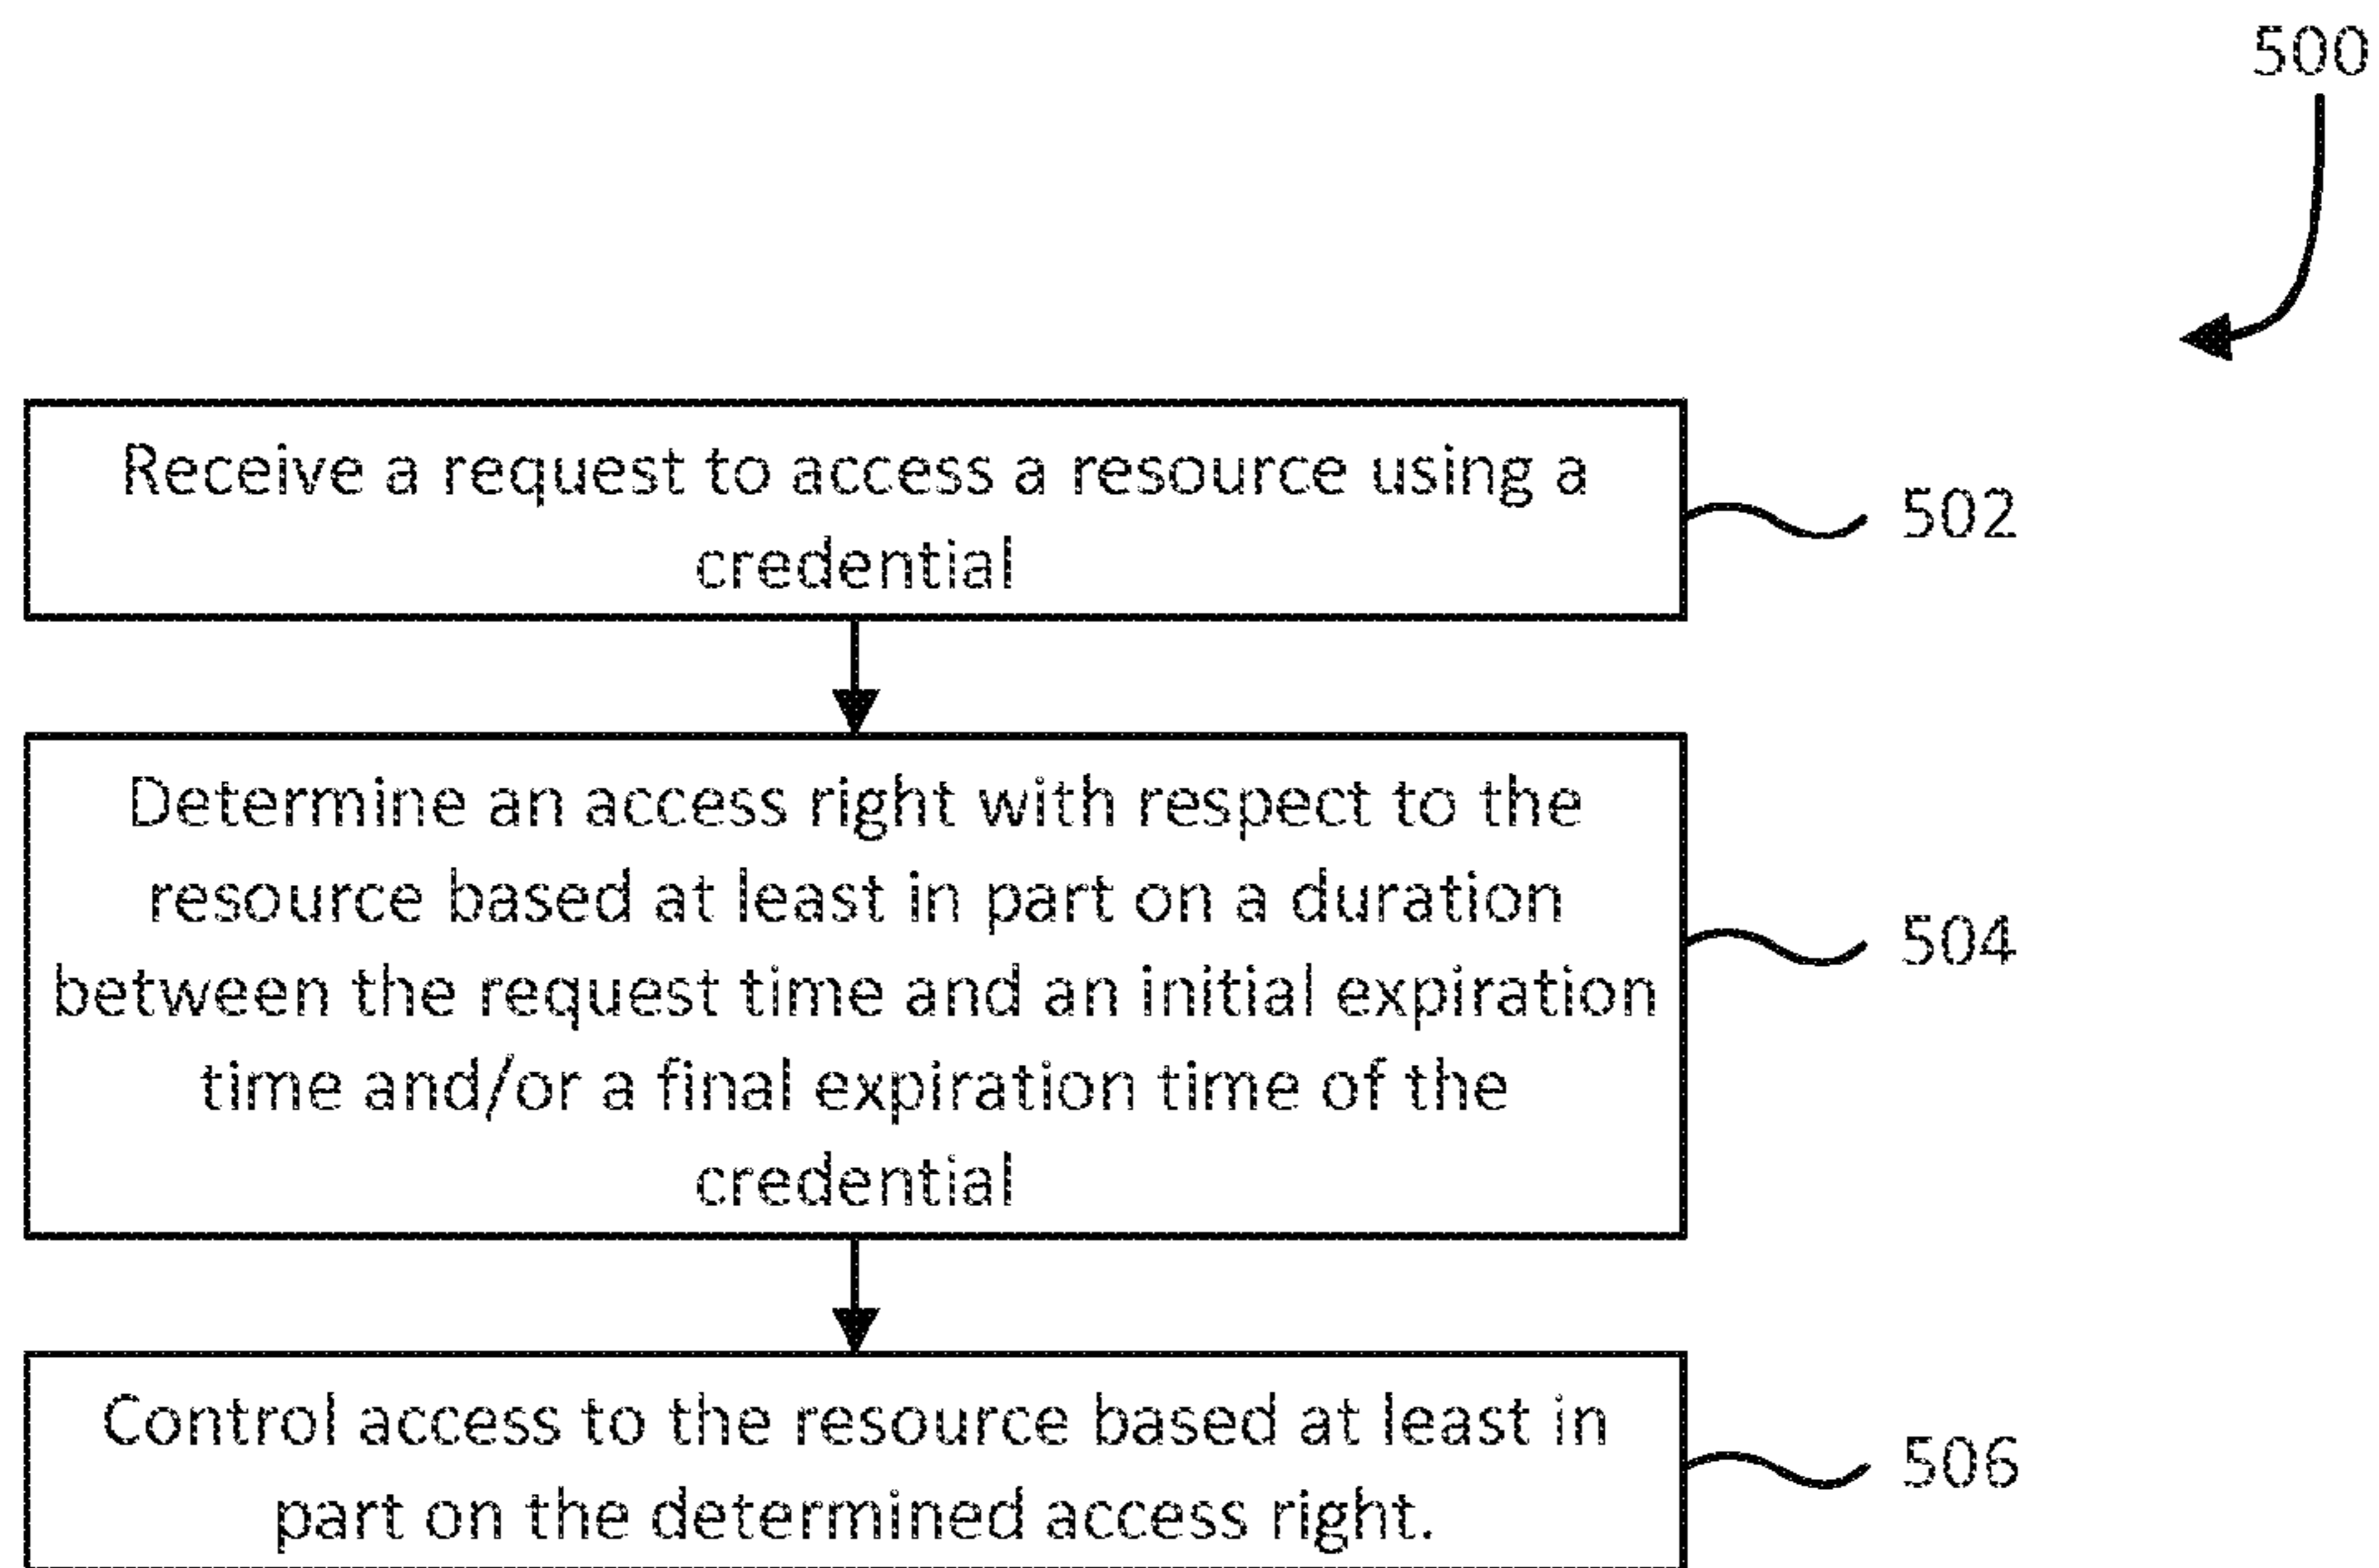 500
Receive a request to access a resource using a
credential
502
Determine an access right with respect to the
resource based at least in part on a duration
between the request time and an initial expiration
time and/or a final expiration time of the
credential
504
Control access to the resource based at least in
part on the determined access right.
506